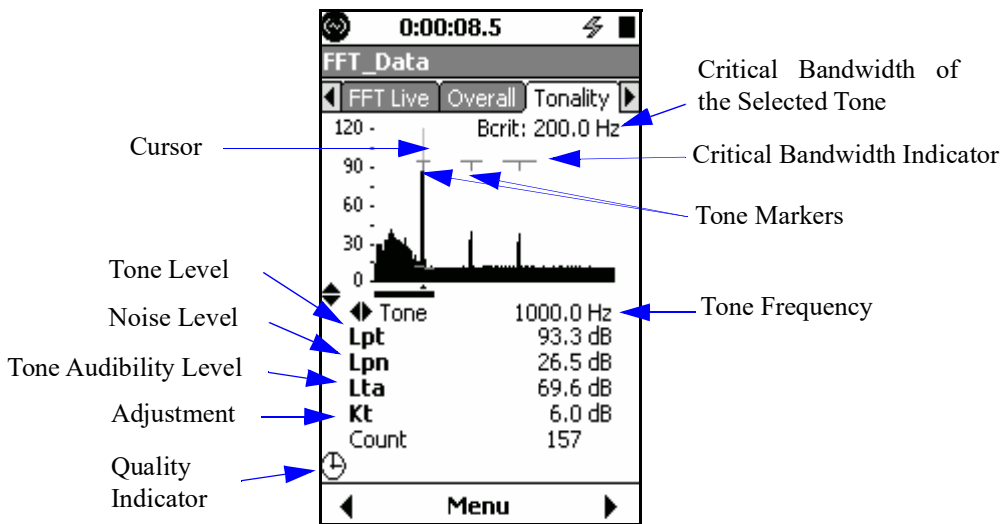 0:00:08.5
FFT_Data
FFT Live Overall Tonality
Bcrit: 200.0 Hz
120
90
60
30
0
Tone 1000.0 Hz
Lpt 93.3 dB
Lpn 26.5 dB
Lta 69.6 dB
Kt 6.0 dB
Count 157
Menu
Cursor
Tone Level
Noise Level
Tone Audibility Level
Adjustment
Quality
Indicator
Critical Bandwidth of
the Selected Tone
Critical Bandwidth Indicator
Tone Markers
Tone Frequency